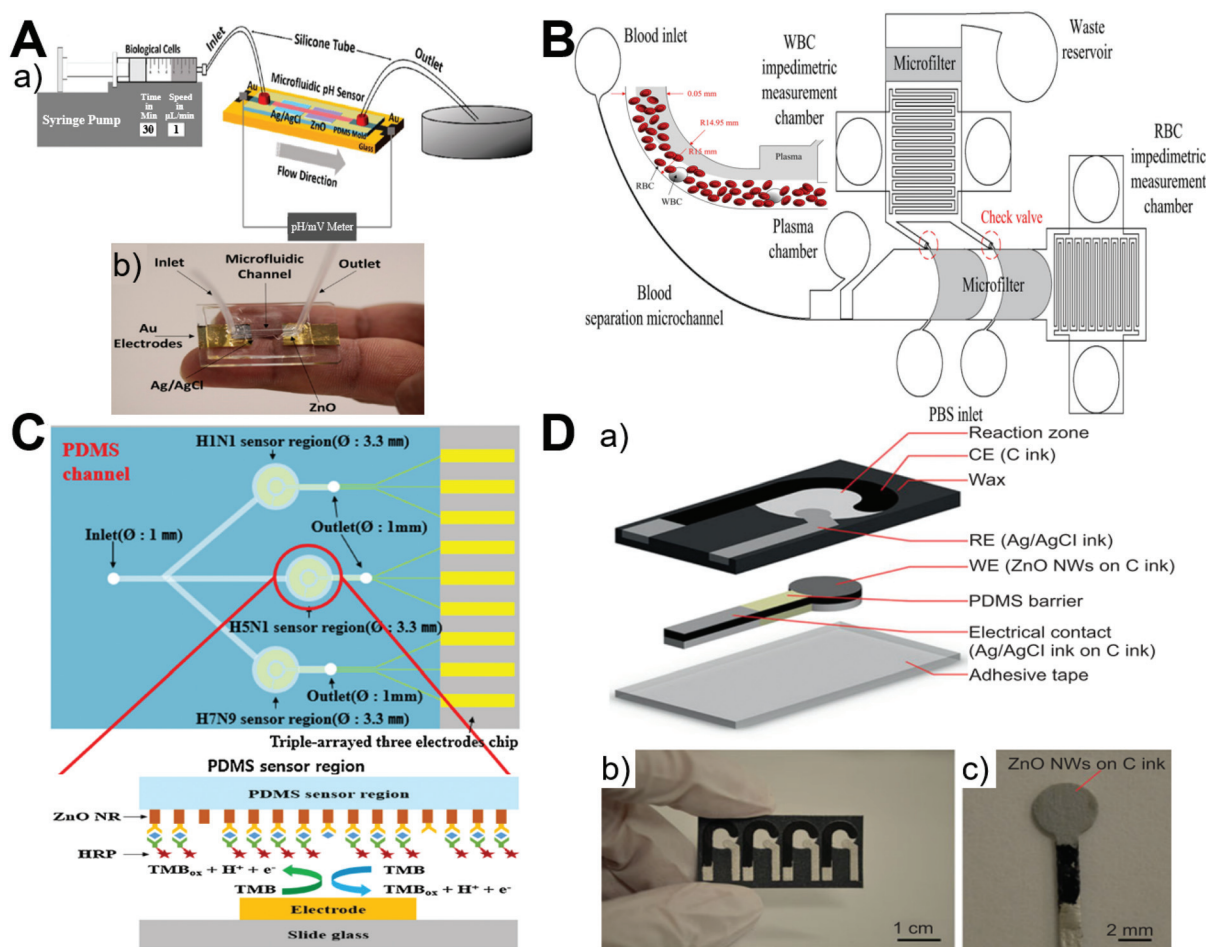 A
a)
Biological Cells
Inlet
Silicone Tube
Outlet
Syringe Pump
Time
in
Min
30
Speed
in
μL/min
1
Au
Microfluidic pH Sensor
Au
Ag/AgCl
ZnO
PDMS Mold
Glass
Flow Direction
pH/mV Meter
b)
Inlet
Microfluidic
Channel
Outlet
Au
Electrodes
Ag/AgCl
ZnO
B
Blood inlet
WBC
impedimetric
measurement
chamber
Microfilter
Waste
reservoir
0.05 mm
R14.95 mm
R15 mm
Plasma
RBC
WBC
RBC
impedimetric
measurement
chamber
Plasma
chamber
Check valve
Microfilter
Blood
separation microchannel
PBS inlet
C
PDMS
channel
H1N1 sensor region(Ø : 3.3 mm)
Inlet(Ø : 1 mm)
Outlet(Ø : 1mm)
H5N1 sensor region(Ø : 3.3 mm)
Outlet(Ø : 1mm)
H7N9 sensor region(Ø : 3.3 mm)
Triple-arrayed three electrodes chip
PDMS sensor region
PDMS sensor region
ZnO NR
HRP
TMBox + H+ + e-
TMB
TMB
TMBox + H+ + e-
Electrode
Slide glass
D
a)
Reaction zone
CE (C ink)
Wax
RE (Ag/AgCl ink)
WE (ZnO NWs on C ink)
PDMS barrier
Electrical contact
(Ag/AgCl ink on C ink)
Adhesive tape
b)
1 cm
c)
ZnO NWs on C ink
2 mm